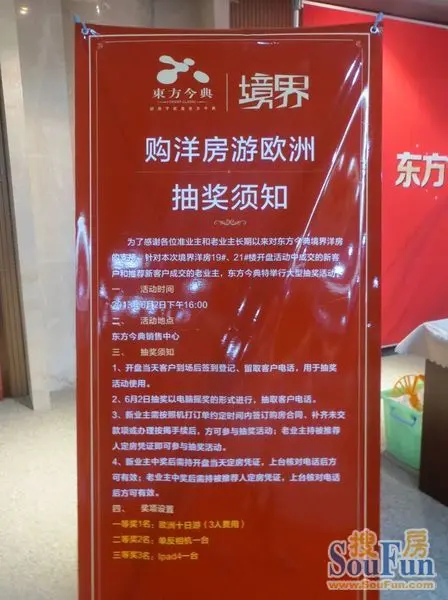 東方今典
境界
购洋房游欧洲
抽奖须知
为了感谢各位准业主和老业主长期以来对东方今典境界洋房
的支持，针对本次境界洋房19#、21#楼开盘活动中成交的新客
户和推荐新客户成交的老业主，东方今典特举行大型抽奖活动，
一、 活动时间
2013年6月2日下午16:00
二、 活动地点
东方今典销售中心
三、 抽奖须知
1、开盘当天客户到场后签到登记、留取客户电话，用于抽奖
活动使用。
2、6月2日抽奖以电脑摇奖的形式进行，抽取客户电话。
3、新业主需按照机打订单约定时间内签订购房合同、补齐未交
款项或办理按揭手续后，方可参与抽奖活动；老业主持被推荐
人定房凭证即可参与抽奖活动。
4、新业主中奖后需持开盘当天定房凭证，上台核对电话后方
可有效；老业主中奖后需持被推荐人定房凭证，上台核对电话
后方可有效。
四、 奖项设置
一等奖1名：欧洲十日游（3人费用）
二等奖2名：单反相机一台
三等奖3名：Ipad4一台
东方
搜房
SouFun
SouFun.com